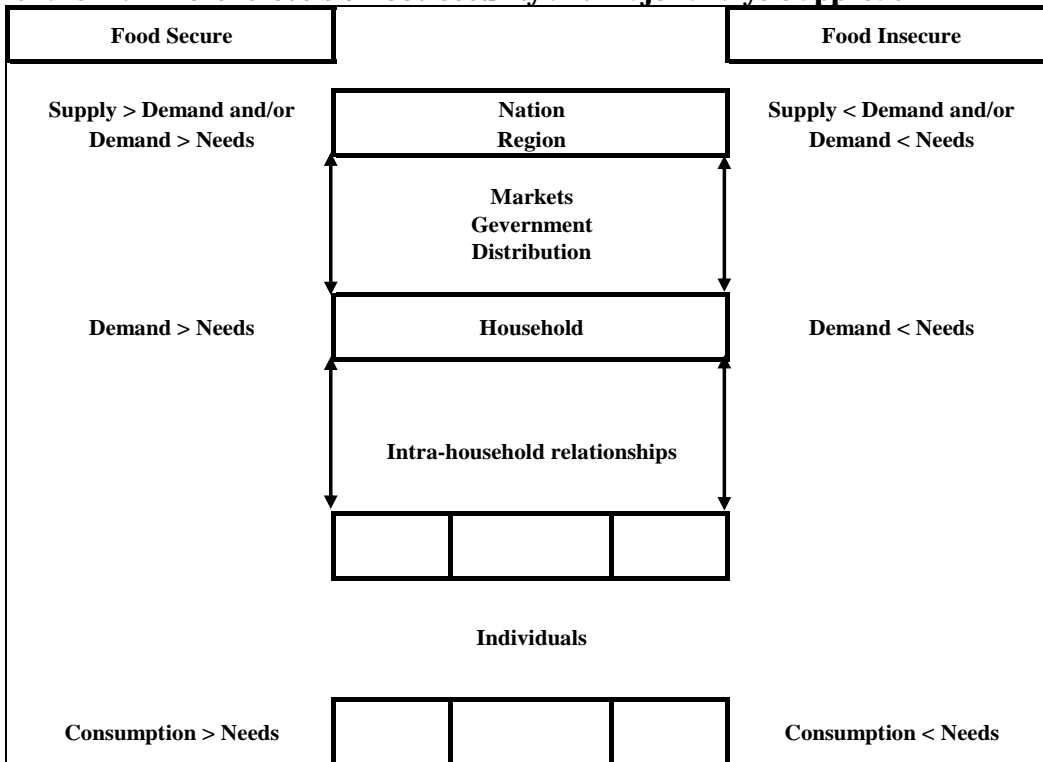 Food Secure
Food Insecure
Supply > Demand and/or
Demand > Needs
Nation
Region
Supply < Demand and/or
Demand < Needs
Markets
Gevernment
Distribution
Demand > Needs
Household
Demand < Needs
Intra-household relationships
Individuals
Consumption > Needs
Consumption < Needs